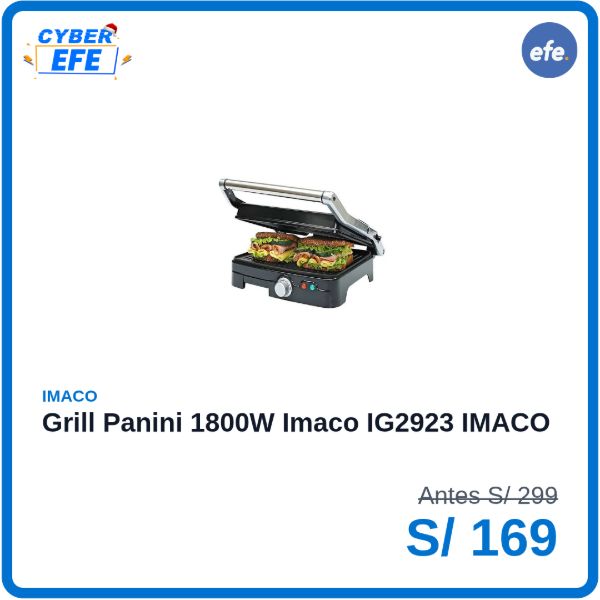 CYBER
EFE
efe.
IMACO
Grill Panini 1800W Imaco IG2923 IMACO
Antes S/ 299
S/ 169